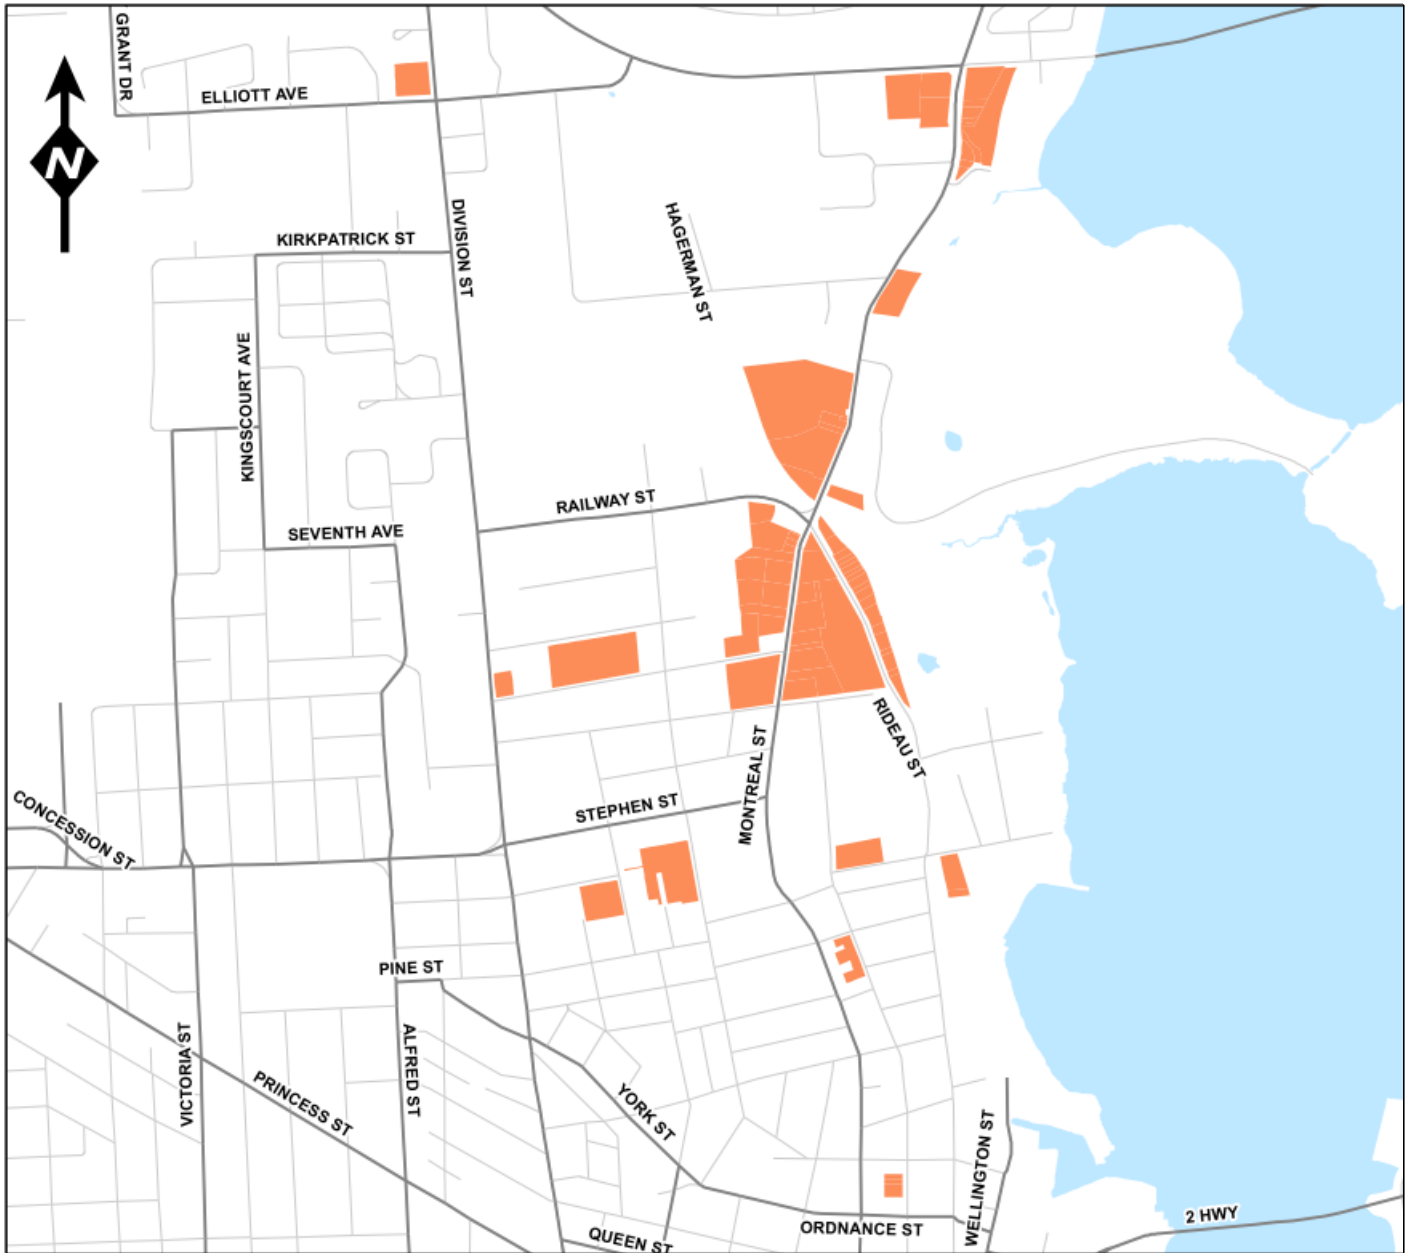 GRANT DR
ELLIOTT AVE
N
DIVISION ST
HAGERMAN ST
KIRKPATRICK ST
KINGSCOURT AVE
RAILWAY ST
SEVENTH AVE
RIDEAU ST
MONTREAL ST
STEPHEN ST
CONCESSION ST
PINE ST
VICTORIA ST
ALFRED ST
PRINCESS ST
YORK ST
WELLINGTON ST
2 HWY
ORDNANCE ST
QUEEN ST